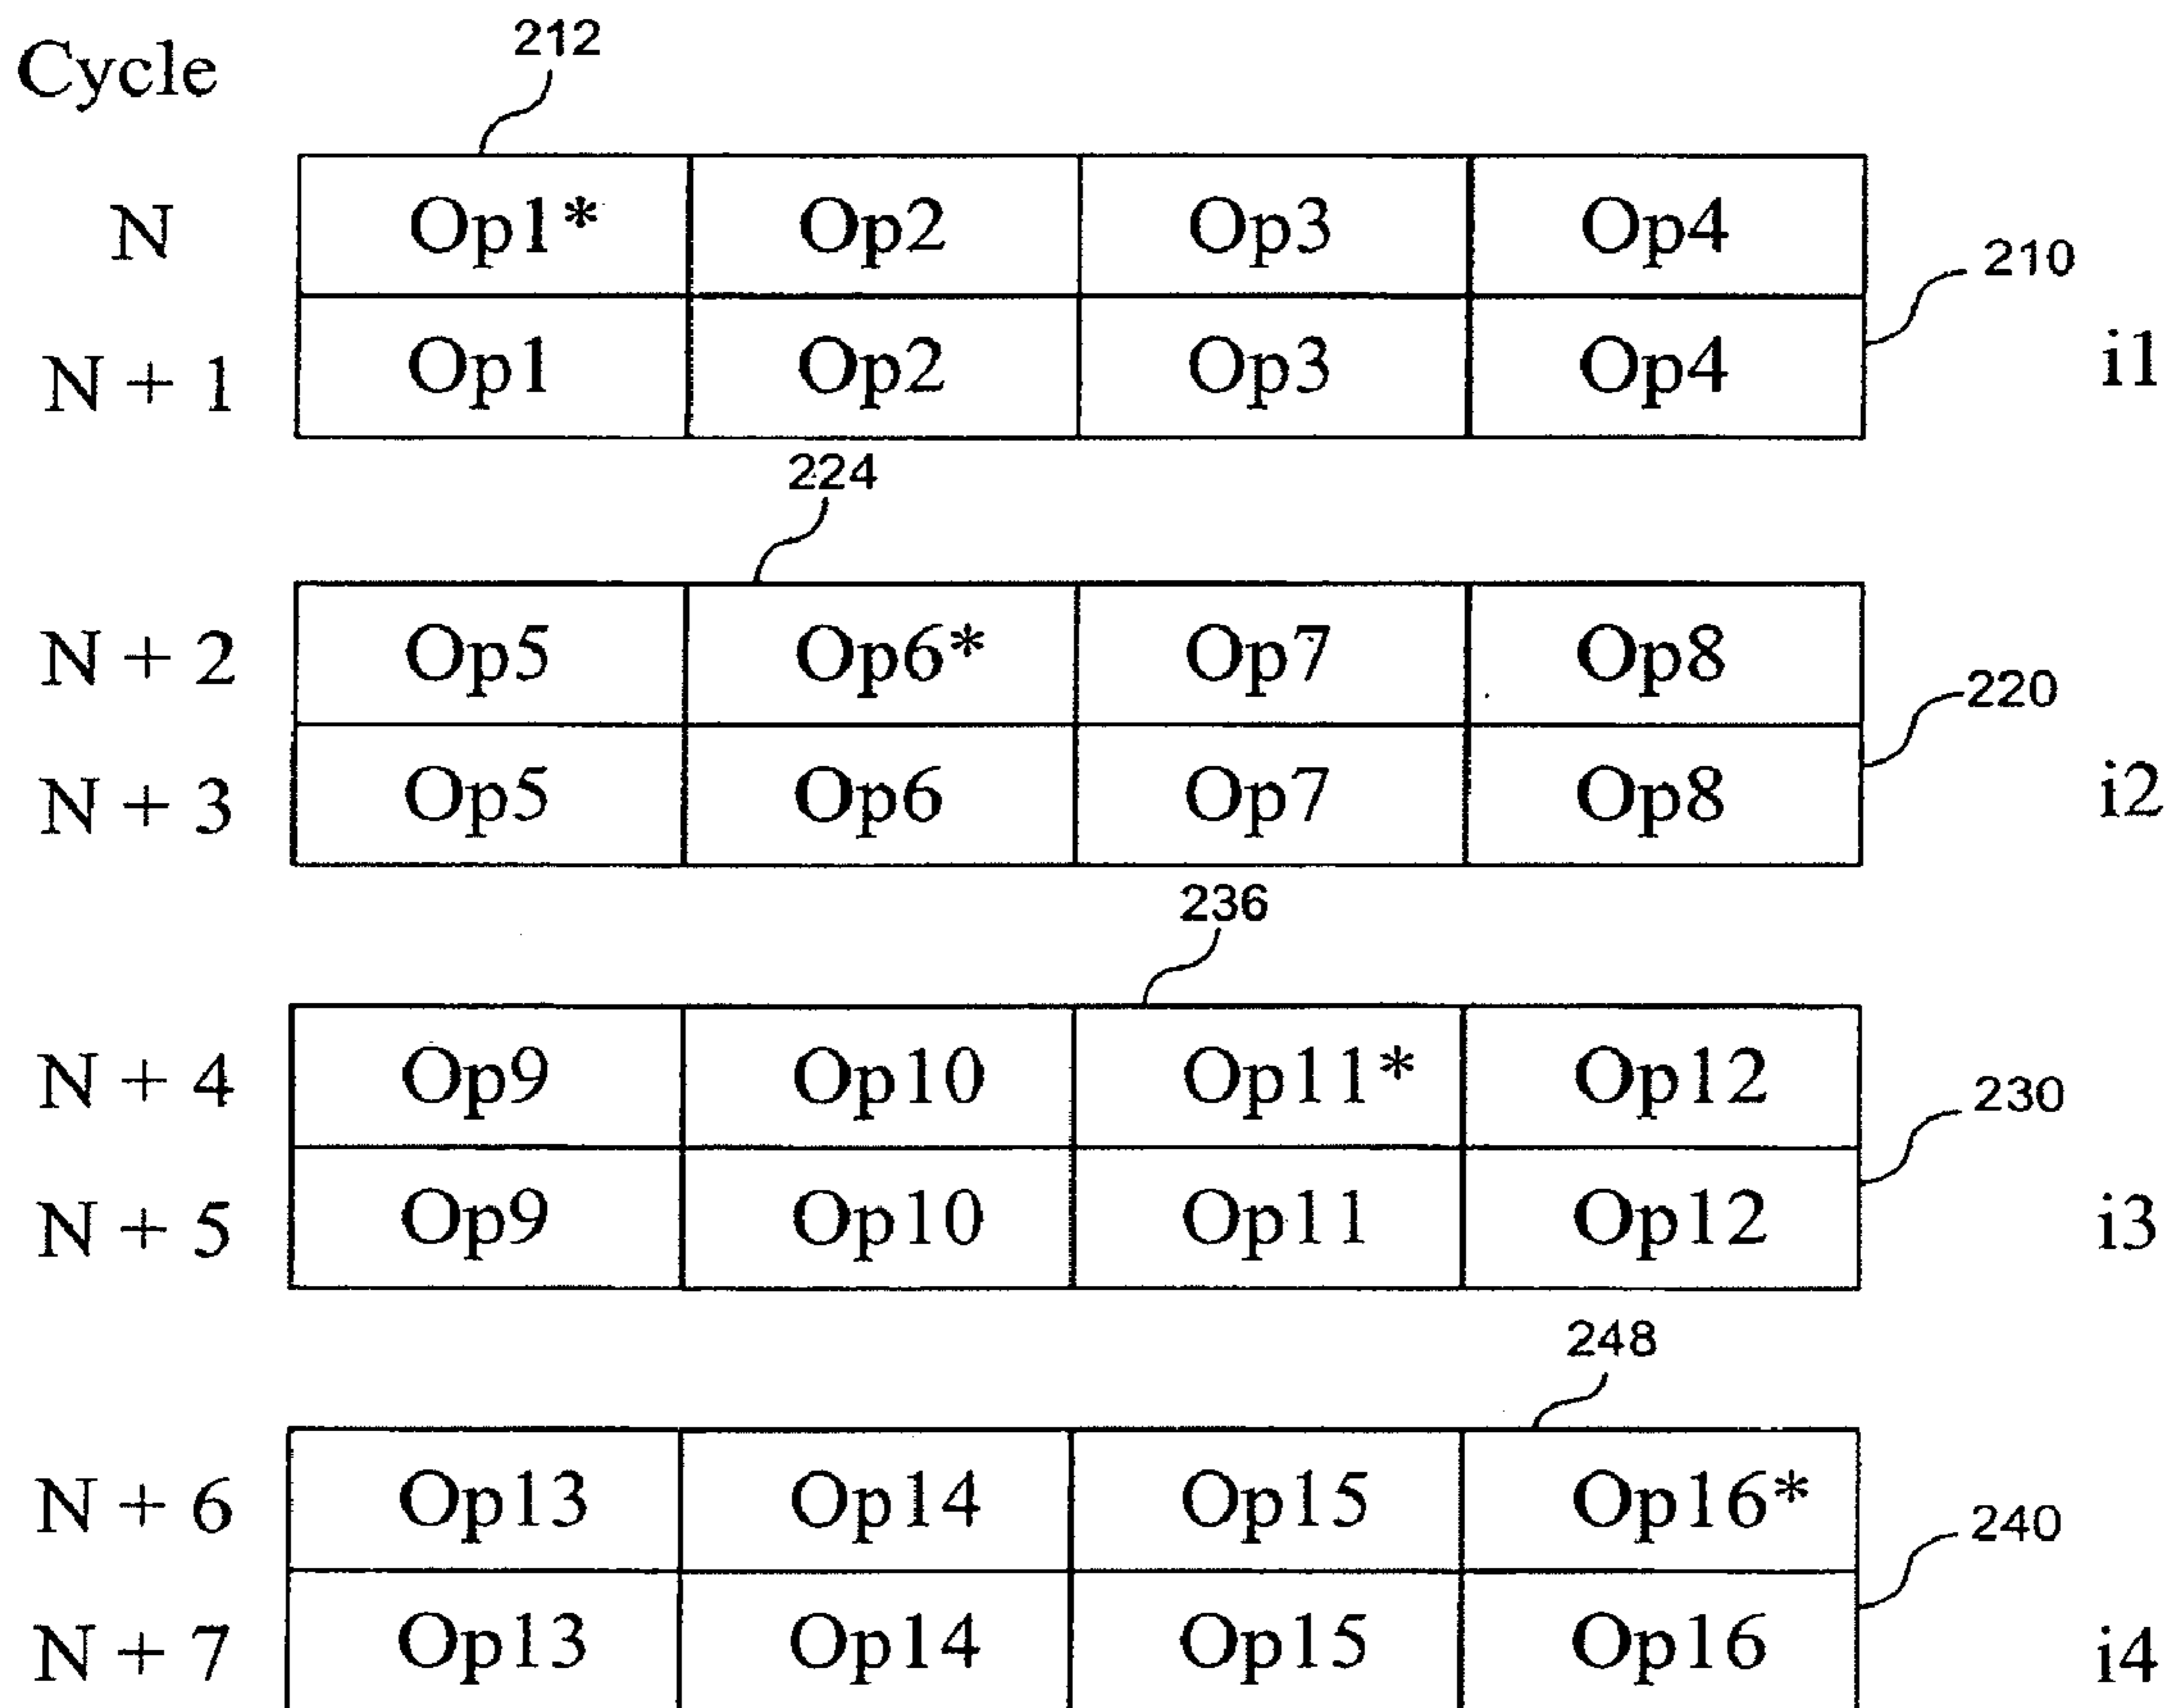 Cycle
212
N Op1* Op2 Op3 Op4
210
N + 1 Op1 Op2 Op3 Op4 i1
224
N + 2 Op5 Op6* Op7 Op8
220
N + 3 Op5 Op6 Op7 Op8 i2
236
N + 4 Op9 Op10 Op11* Op12
230
N + 5 Op9 Op10 Op11 Op12 i3
248
N + 6 Op13 Op14 Op15 Op16*
240
N + 7 Op13 Op14 Op15 Op16 i4